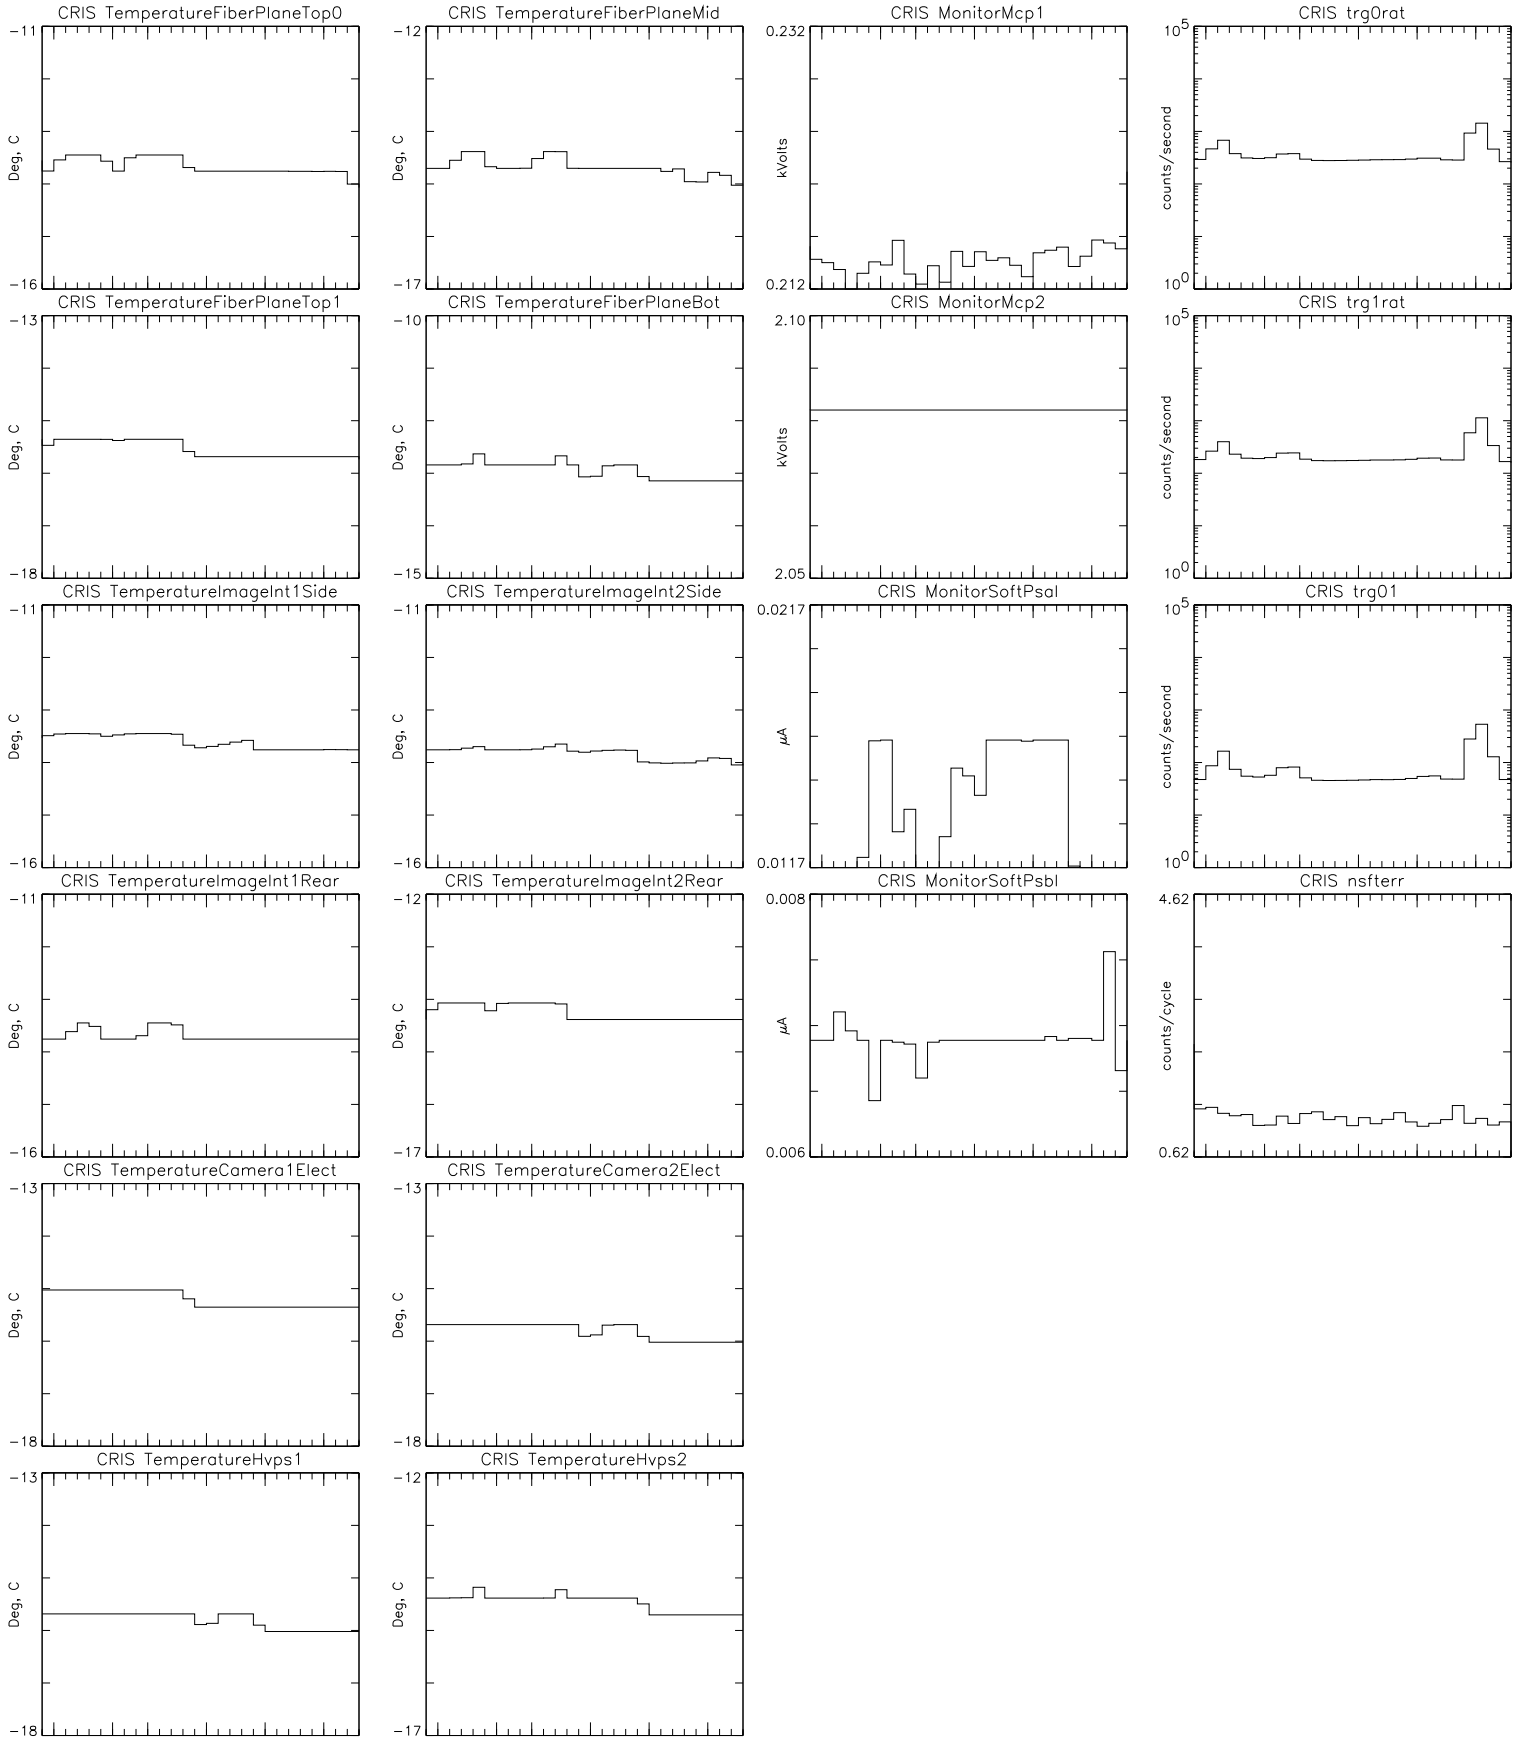 CRIS TemperatureFiberPlaneTop0
-11
Deg, C
-16
CRIS TemperatureFiberPlaneMid
-12
Deg, C
-17
CRIS MonitorMcp1
0.232
kVolts
0.212
CRIS trg0rat
10^5
counts/second
10^0
CRIS TemperatureFiberPlaneTop1
-13
Deg, C
-18
CRIS TemperatureFiberPlaneBot
-10
Deg, C
-15
CRIS MonitorMcp2
2.10
kVolts
2.05
CRIS trg1rat
10^5
counts/second
10^0
CRIS TemperatureImageInt1Side
-11
Deg, C
-16
CRIS TemperatureImageInt2Side
-11
Deg, C
-16
CRIS MonitorSoftPsaI
0.0217
μA
0.0117
CRIS trg01
10^5
counts/second
10^0
CRIS TemperatureImageInt1Rear
-11
Deg, C
-16
CRIS TemperatureImageInt2Rear
-12
Deg, C
-17
CRIS MonitorSoftPsbI
0.008
μA
0.006
CRIS nsfterr
4.62
counts/cycle
0.62
CRIS TemperatureCamera1Elect
-13
Deg, C
-18
CRIS TemperatureCamera2Elect
-13
Deg, C
-18
CRIS TemperatureHvps1
-13
Deg, C
-18
CRIS TemperatureHvps2
-12
Deg, C
-17